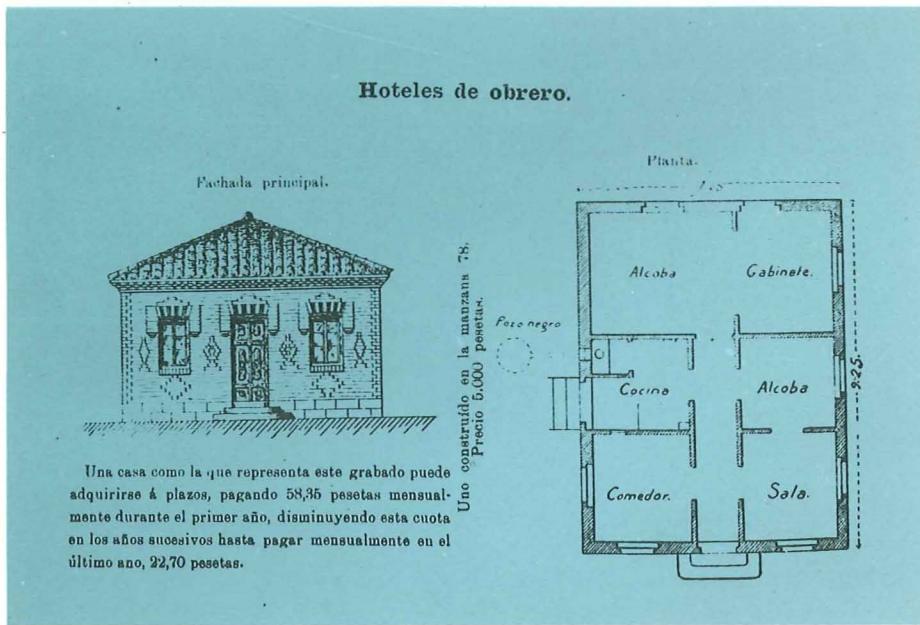 Hoteles de obrero.
Fachada principal.
Una casa como la que representa este grabado puede
adquirirse á plazos, pagando 58,35 pesetas mensual-
mente durante el primer año, disminuyendo esta cuota
en los años sucesivos hasta pagar mensualmente en el
último ano, 22,70 pesetas.
Uno construído en la manzana 78.
Precio 5.000 pesetas.
Planta.
7,5
Alcoba
Gabinete.
Pozo negro
Cocina
Alcoba
9.25.
Comedor.
Sala.